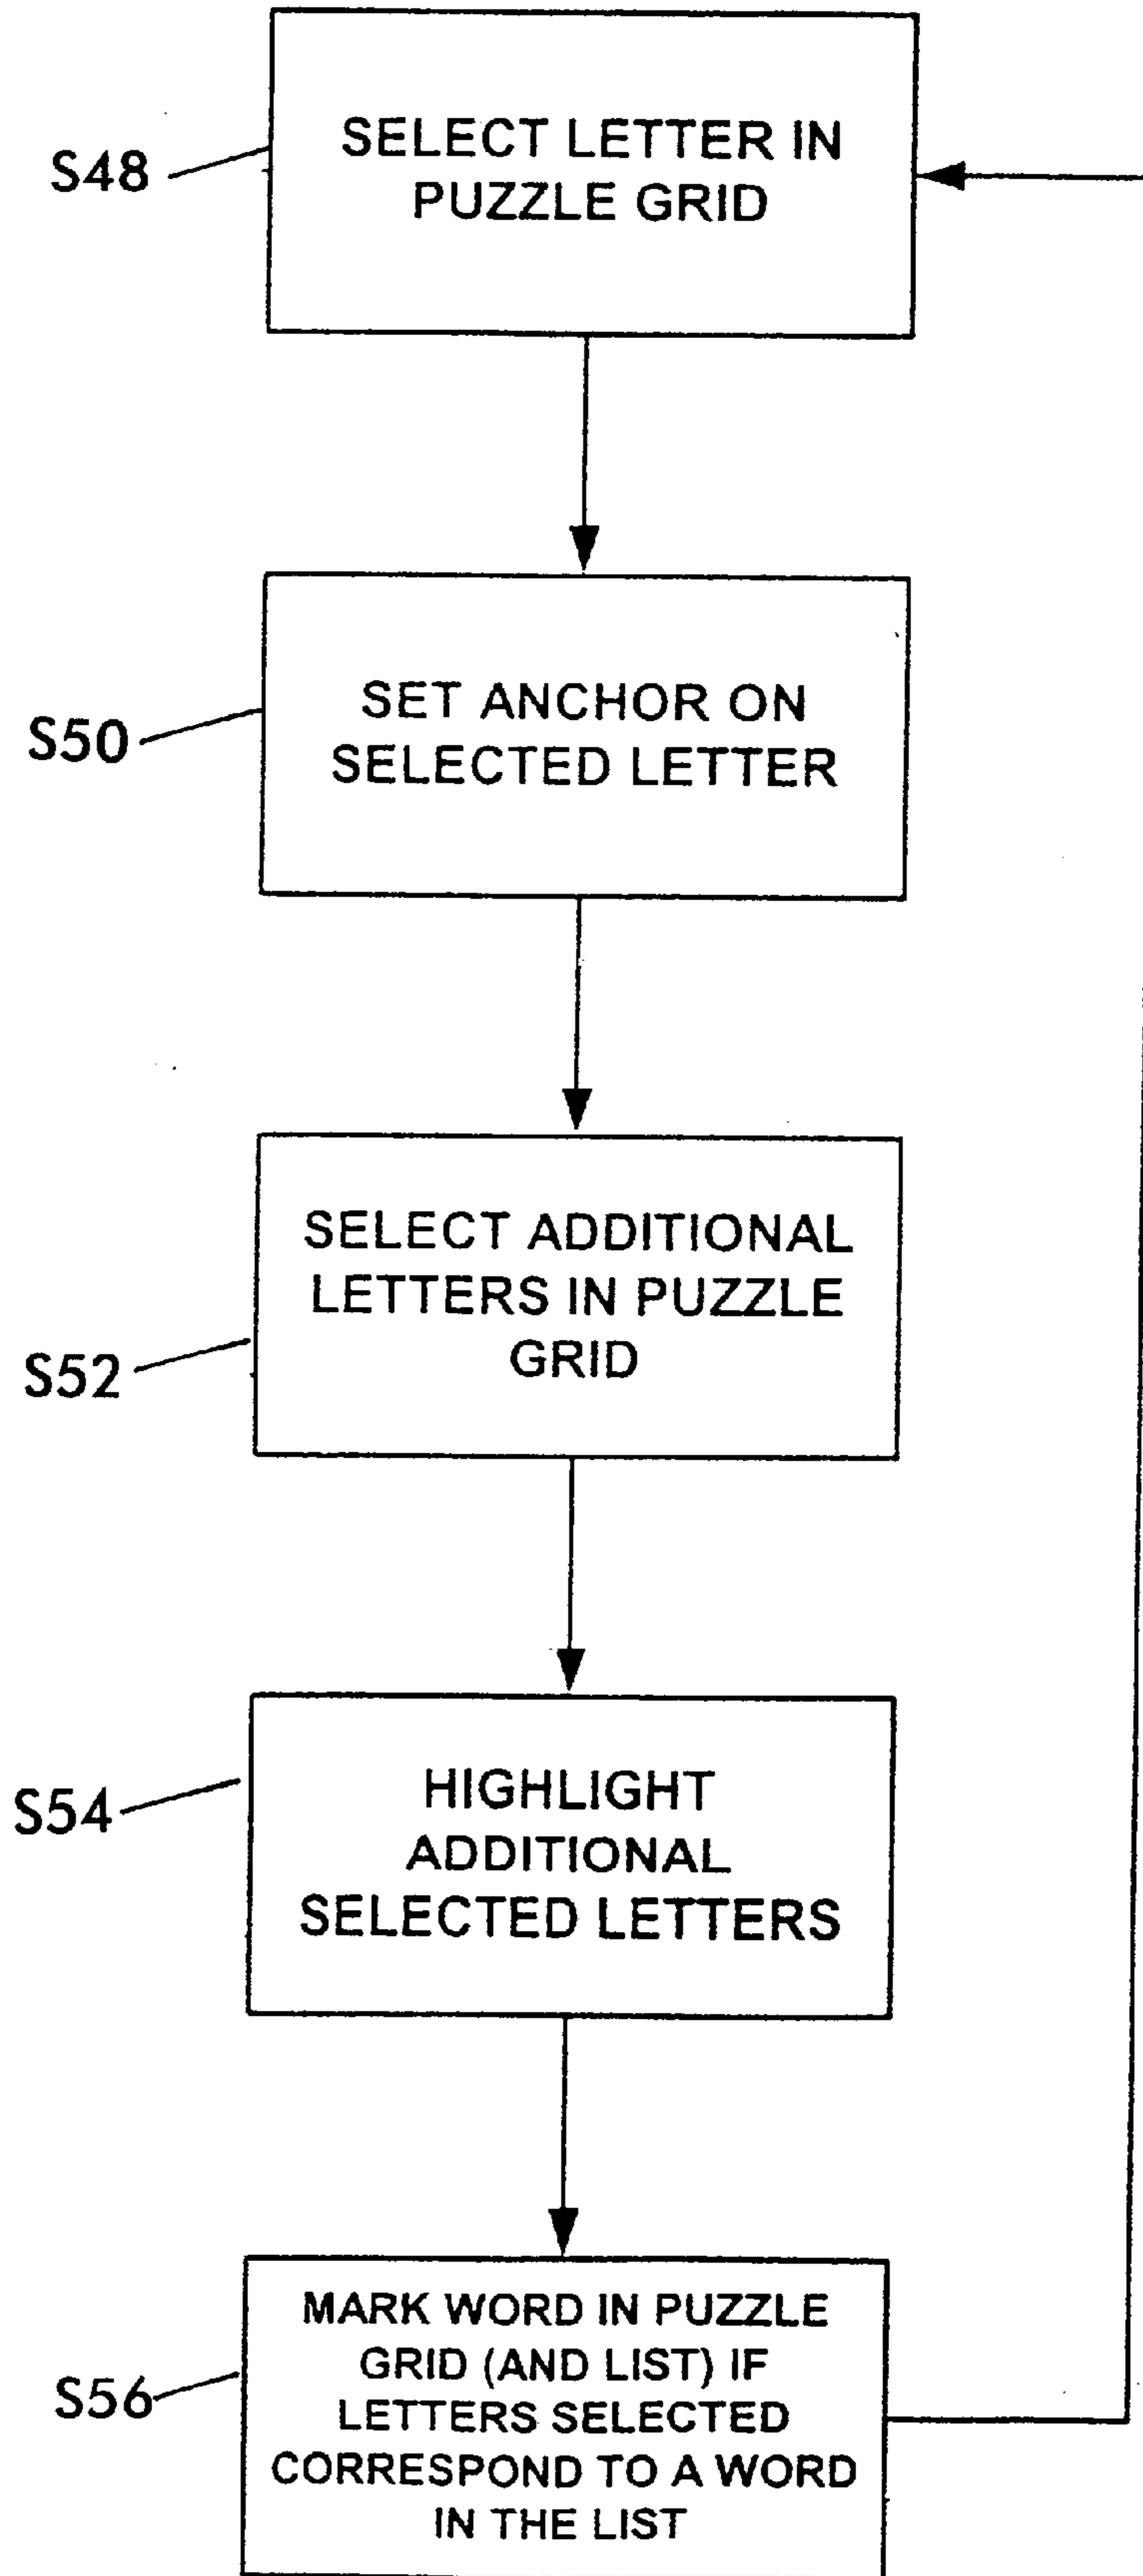 S48
SELECT LETTER IN
PUZZLE GRID
S50
SET ANCHOR ON
SELECTED LETTER
SELECT ADDITIONAL
LETTERS IN PUZZLE
GRID
S52
S54
HIGHLIGHT
ADDITIONAL
SELECTED LETTERS
S56
MARK WORD IN PUZZLE
GRID (AND LIST) IF
LETTERS SELECTED
CORRESPOND TO A WORD
IN THE LIST